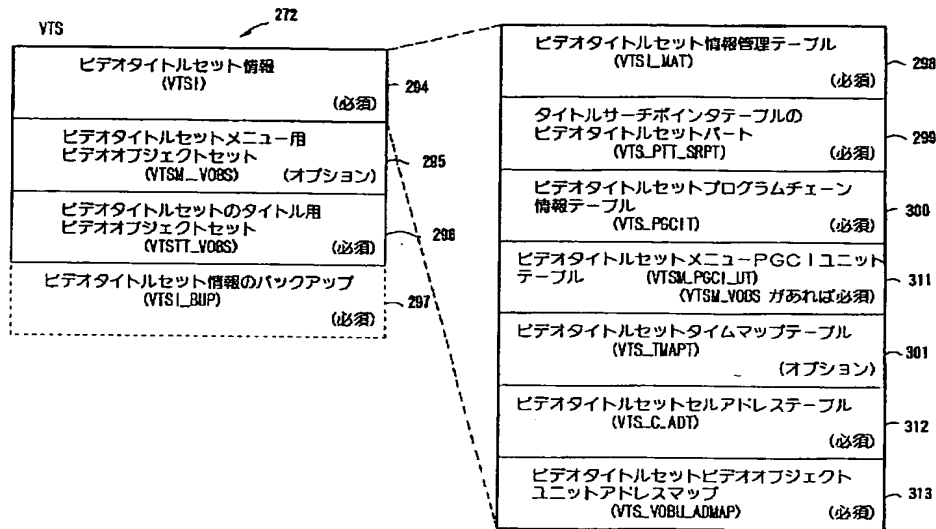 272
VTS
ビデオタイトルセット情報
(VTSI)
(必須)
294
ビデオタイトルセットメニュー用
ビデオオブジェクトセット
(VTSM_VOBS) (オプション)
295
ビデオタイトルセットのタイトル用
ビデオオブジェクトセット
(VTSTT_VOBS) (必須)
296
ビデオタイトルセット情報のバックアップ
(VTSI_BUP)
(必須)
297
ビデオタイトルセット情報管理テーブル
(VTSI_MAT)
(必須)
298
タイトルサーチポインタテーブルの
ビデオタイトルセットパート
(VTS_PTT_SRPT) (必須)
299
ビデオタイトルセットプログラムチェーン
情報テーブル
(VTS_PGCIT) (必須)
300
ビデオタイトルセットメニューPGCIユニット
テーブル (VTSM_PGCI_UT)
(VTSM_VOBS があれば必須)
311
ビデオタイトルセットタイムマップテーブル
(VTS_TMAPT)
(オプション)
301
ビデオタイトルセットセルアドレステーブル
(VTS_C_ADT)
(必須)
312
ビデオタイトルセットビデオオブジェクト
ユニットアドレスマップ
(VTS_VOBU_ADMAP) (必須)
313